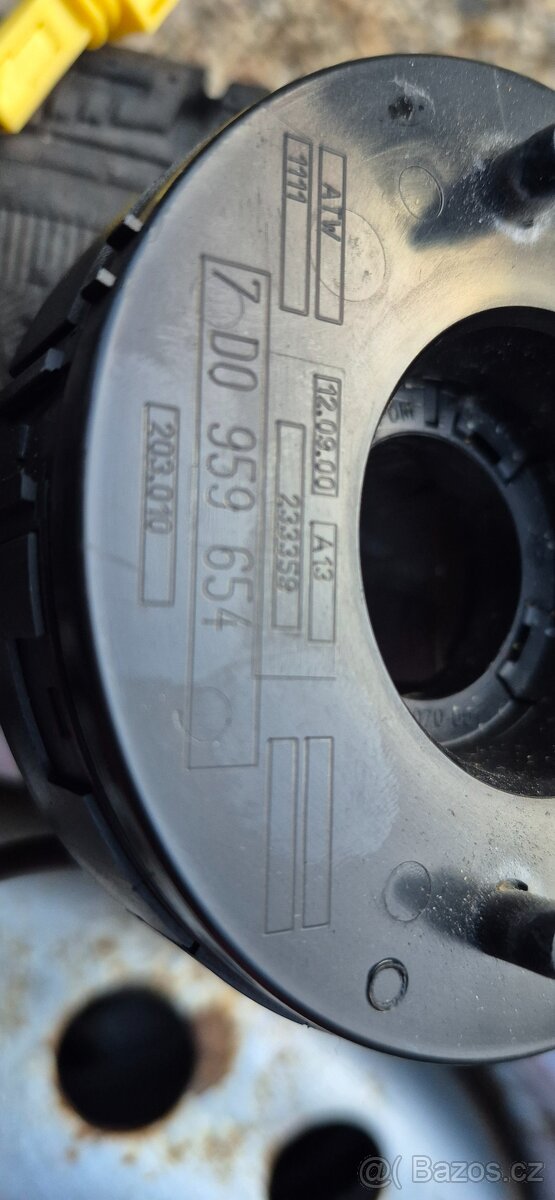 ATW
1111
12.09.00 A13
233359
7D0 959 654
203.010
@( Bazos.cz